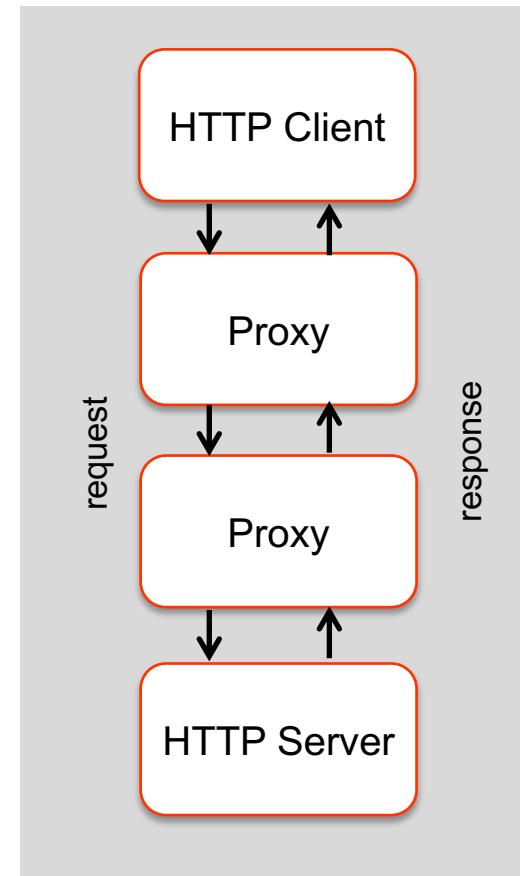 HTTP Client
Proxy
request
response
Proxy
HTTP Server